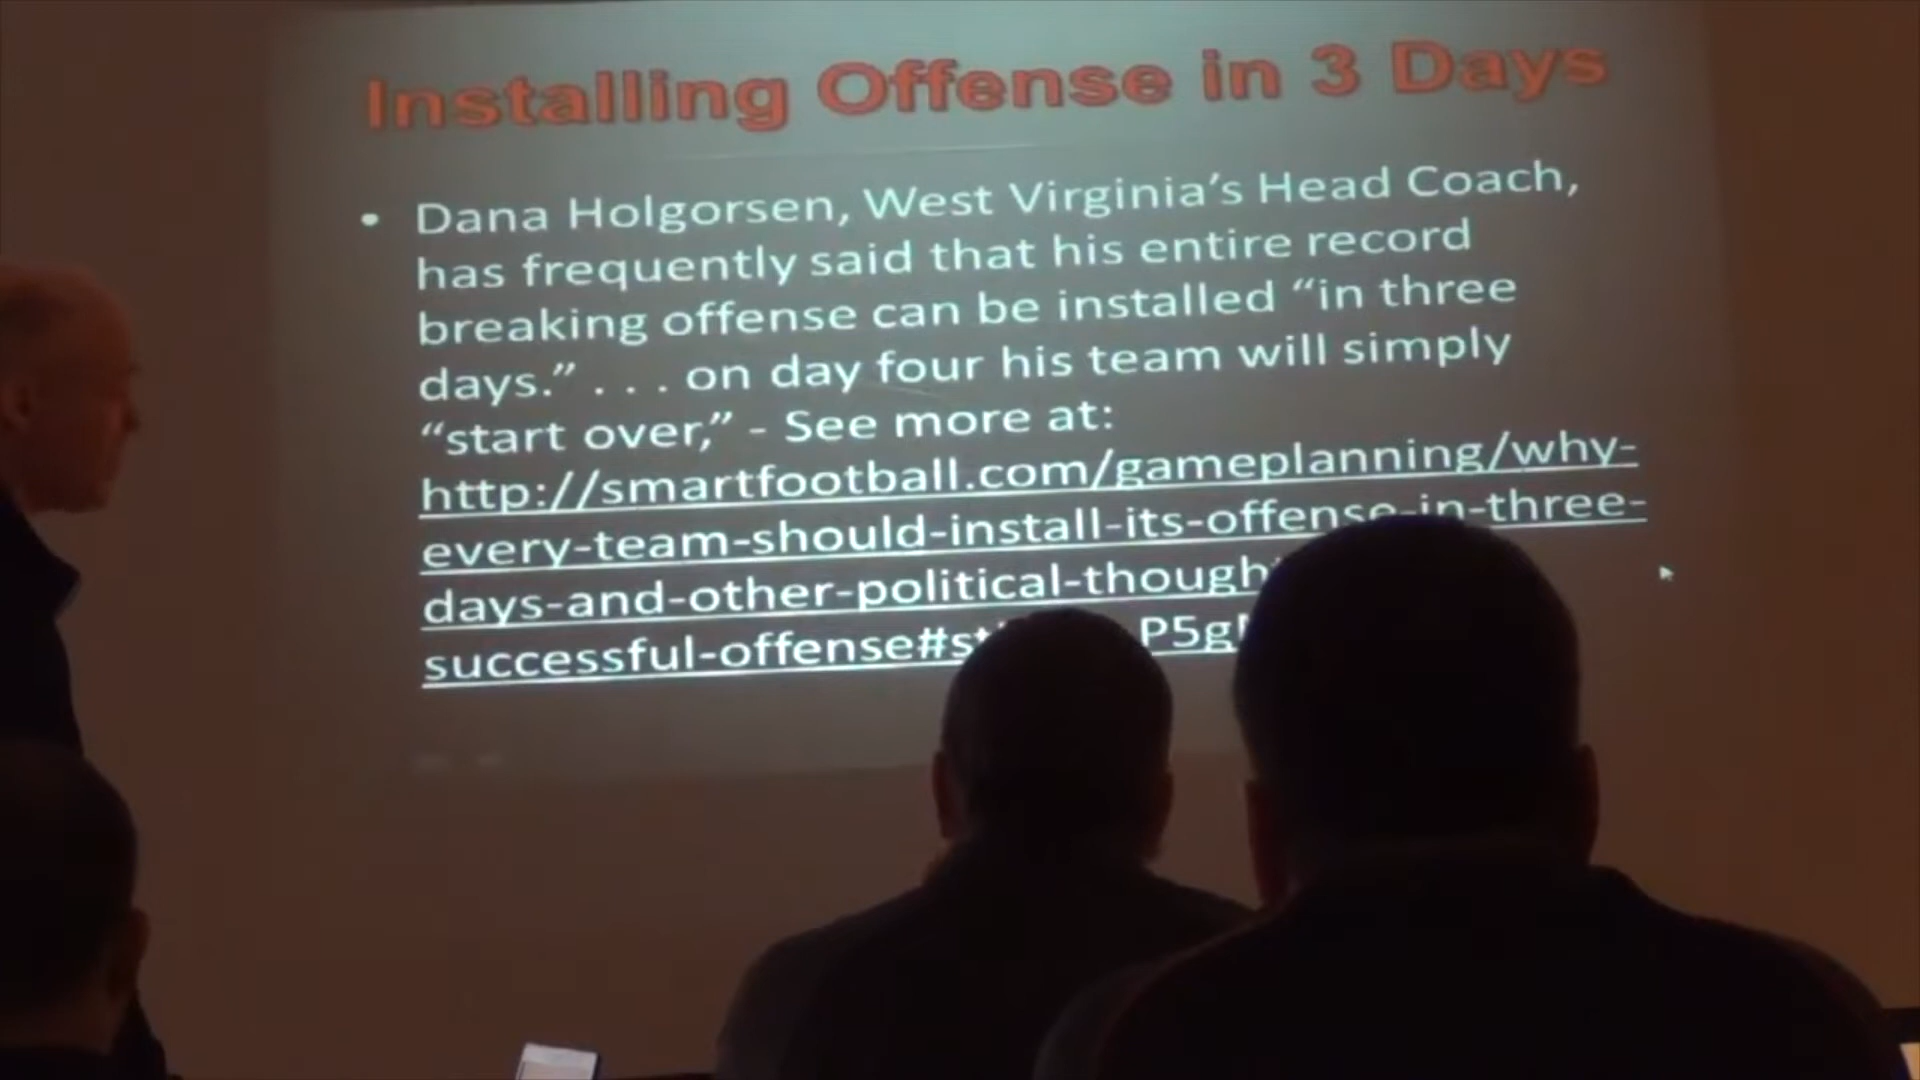 Installing Offense in 3 Days
• Dana Holgorsen, West Virginia's Head Coach,
has frequently said that his entire record
breaking offense can be installed “in three
days.” . . . on day four his team will simply
“start over,” - See more at:
http://smartfootball.com/gameplanning/why-
every-team-should-install-its-offense-in-three-
days-and-other-political-though
successful-offense#s P5g